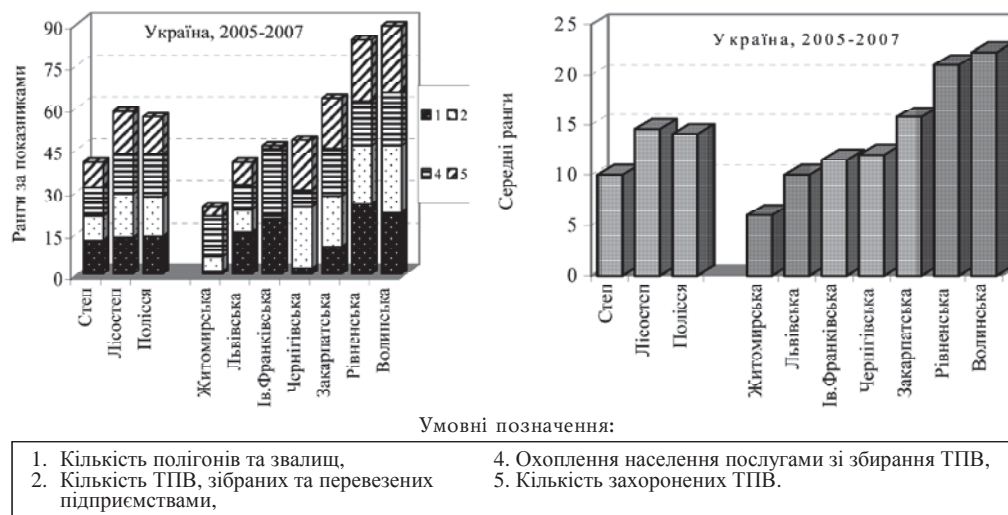 Україна, 2005-2007
Ранги за показниками
90
75
60
45
30
15
0
1 2
4 5
Степ
Лісостеп
Полісся
Житомирська
Львівська
Ів.Франківська
Чернігівська
Закарпатська
Рівненська
Волинська
Україна, 2005-2007
Середні ранги
25
20
15
10
5
0
Степ
Лісостеп
Полісся
Житомирська
Львівська
Ів.Франківська
Чернігівська
Закарпатська
Рівненська
Волинська
Умовні позначення:
1. Кількість полігонів та звалищ,
2. Кількість ТПВ, зібраних та перевезених
підприємствами,
4. Охоплення населення послугами зі збирання ТПВ,
5. Кількість захоронених ТПВ.